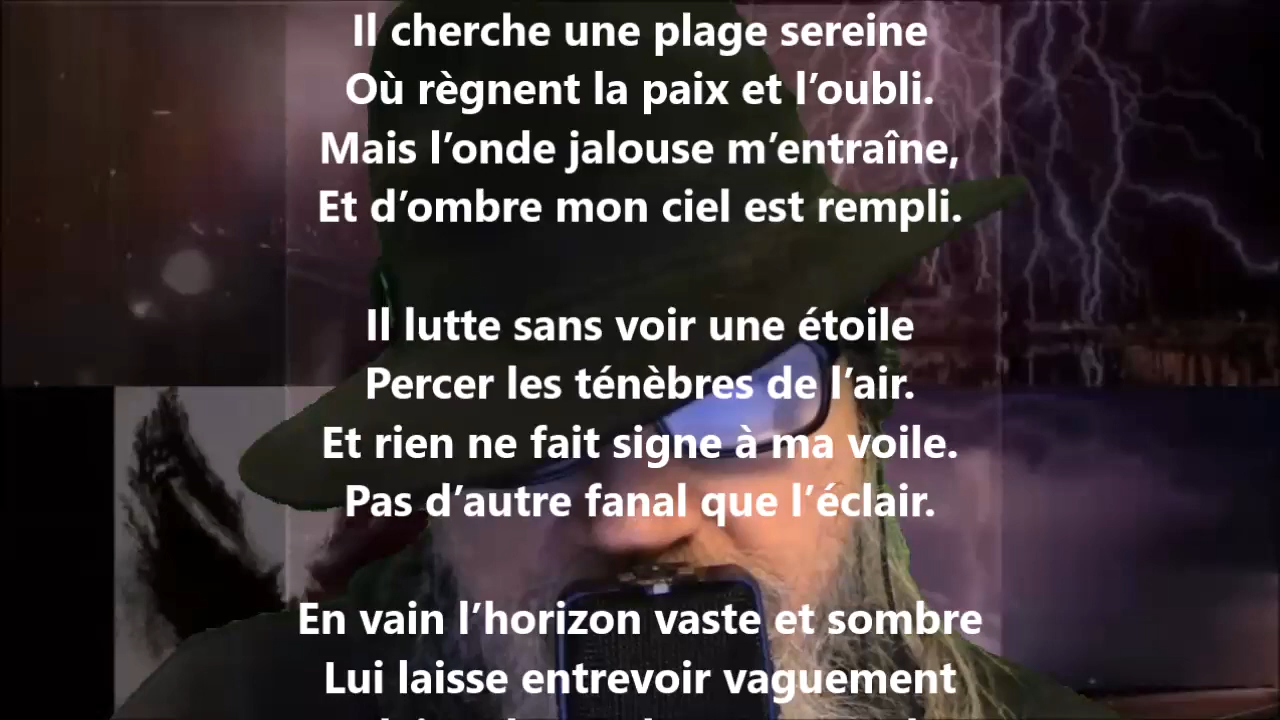 Il cherche une plage sereine
Où règnent la paix et l’oubli.
Mais l’onde jalouse m’entraîne,
Et d’ombre mon ciel est rempli.
Il lutte sans voir une étoile
Percer les ténèbres de l’air.
Et rien ne fait signe à ma voile.
Pas d’autre fanal que l’éclair.
En vain l’horizon vaste et sombre
Lui laisse entrevoir vaguement